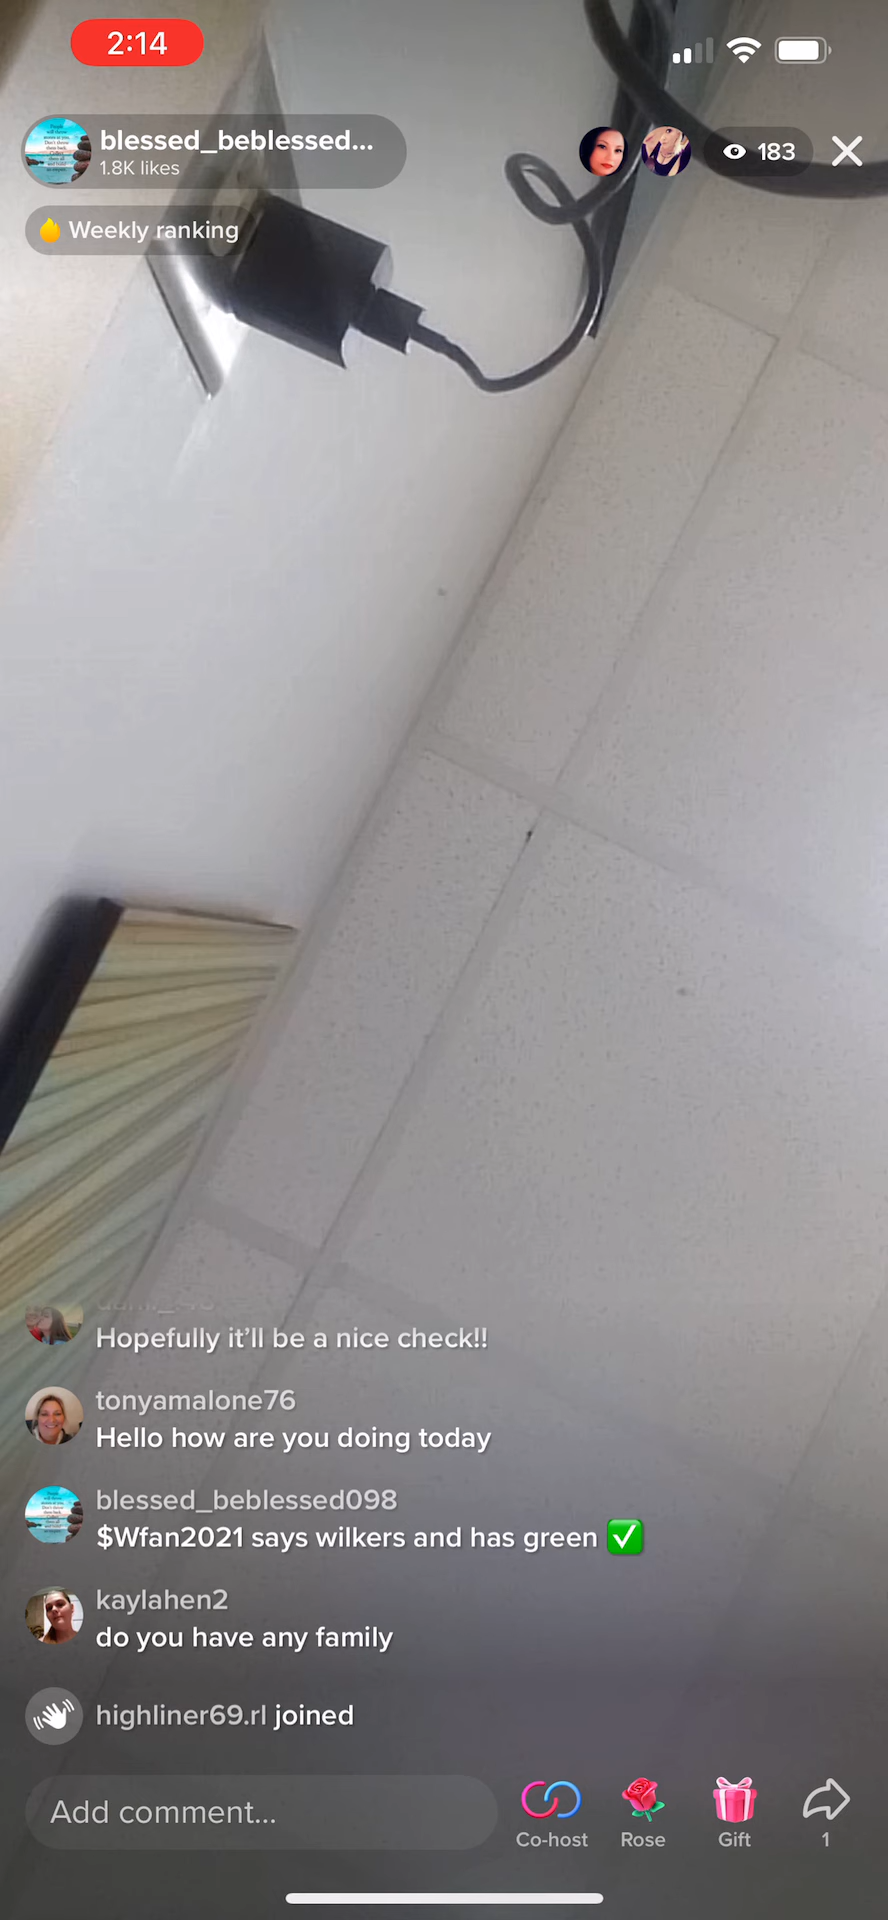 2:14
blessed_beblessed...
1.8K likes
183
Weekly ranking
Hopefully it'll be a nice check!!
tonyamalone76
Hello how are you doing today
blessed_beblessed098
$Wfan2021 says wilkers and has green ✅
kaylahen2
do you have any family
highliner69.rl joined
Add comment...
Co-host
Rose
Gift
1